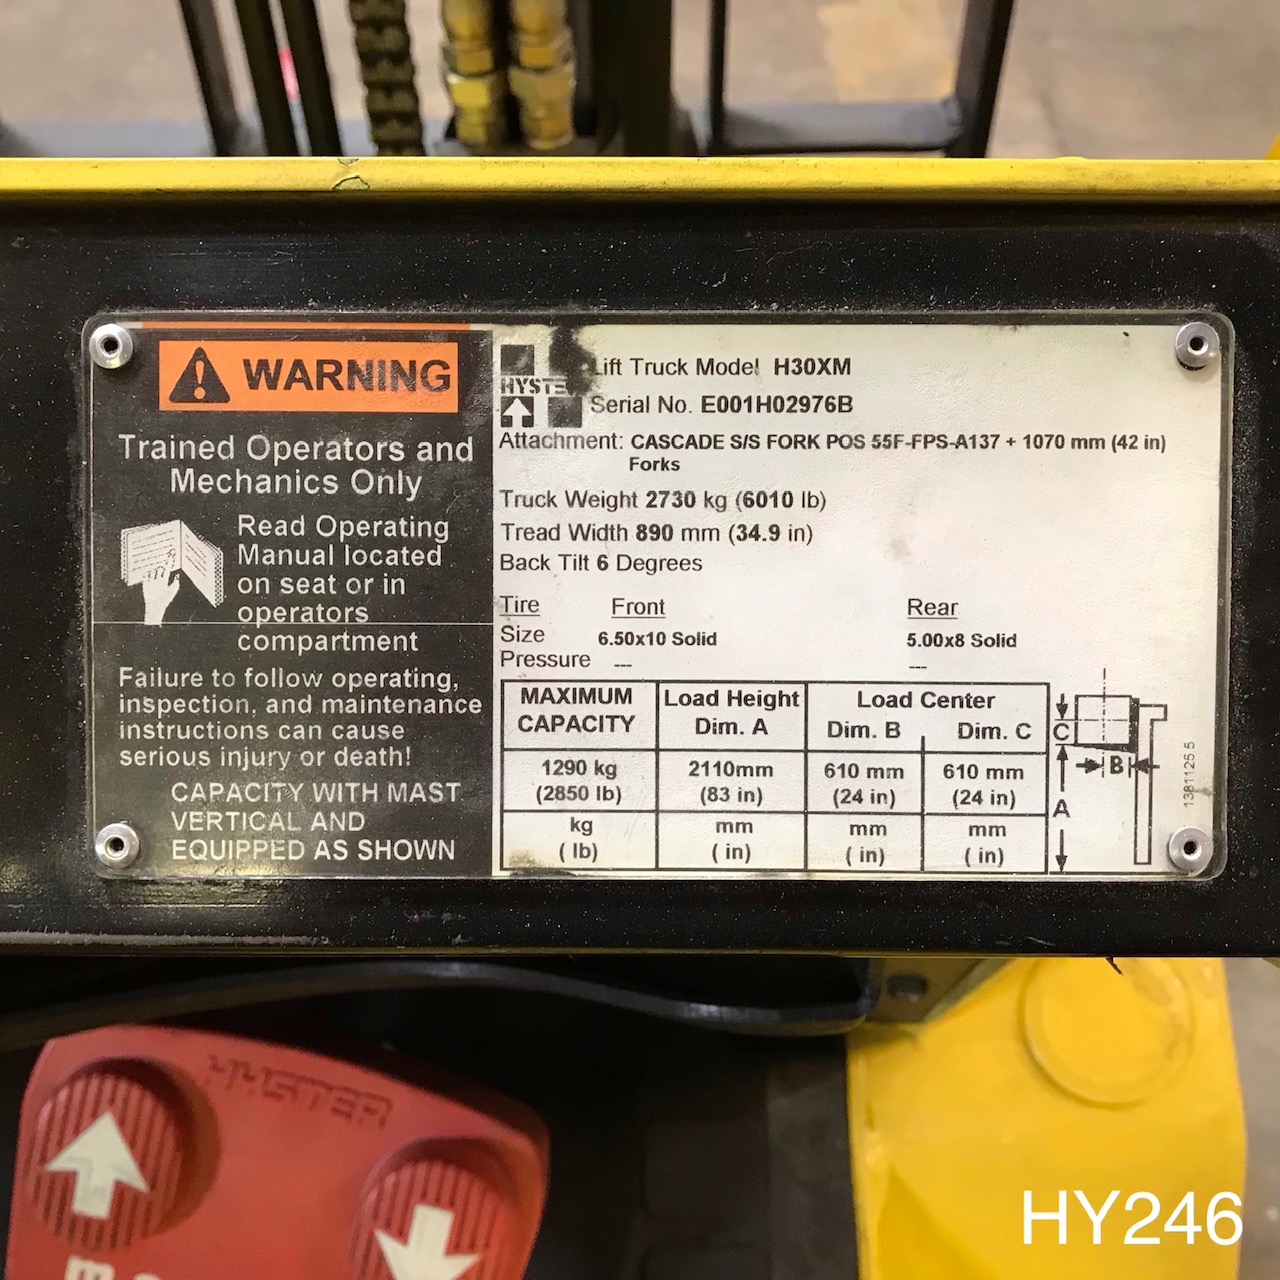 WARNING
Trained Operators and
Mechanics Only
Read Operating
Manual located
on seat or in
operators
compartment
Failure to follow operating,
inspection, and maintenance
instructions can cause
serious injury or death!
CAPACITY WITH MAST
VERTICAL AND
EQUIPPED AS SHOWN
HYSTE
Lift Truck Model H30XM
Serial No. E001H02976B
Attachment: CASCADE S/S FORK POS 55F-FPS-A137 + 1070 mm (42 in)
Forks
Truck Weight 2730 kg (6010 lb)
Tread Width 890 mm (34.9 in)
Back Tilt 6 Degrees
Tire Front Rear
Size 6.50x10 Solid 5.00x8 Solid
Pressure --- ---
MAXIMUM Load Height Load Center
CAPACITY Dim. A Dim. B Dim. C
1290 kg 2110mm 610 mm 610 mm
(2850 lb) (83 in) (24 in) (24 in)
kg mm mm mm
( lb) ( in) ( in) ( in)
C
B
A
1381125 5
HYSTER
HY246